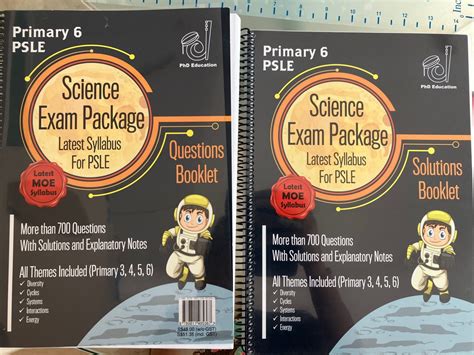 Primary 6
PSLE
PhD Education
Science
Exam Package
Latest Syllabus
For PSLE
Questions
Booklet
Latest
MOE
Syllabus
More than 700 Questions
With Solutions and Explanatory Notes
All Themes Included (Primary 3, 4, 5, 6)
✓ Diversity
✓ Cycles
✓ Systems
✓ Interactions
✓ Energy
Primary 6
PSLE
PhD Education
Science
Exam Package
Latest Syllabus
For PSLE
Solutions
Booklet
Latest
MOE
Syllabus
More than 700 Questions
With Solutions and Explanatory Notes
All Themes Included (Primary 3, 4, 5, 6)
✓ Diversity
✓ Cycles
✓ Systems
✓ Interactions
✓ Energy